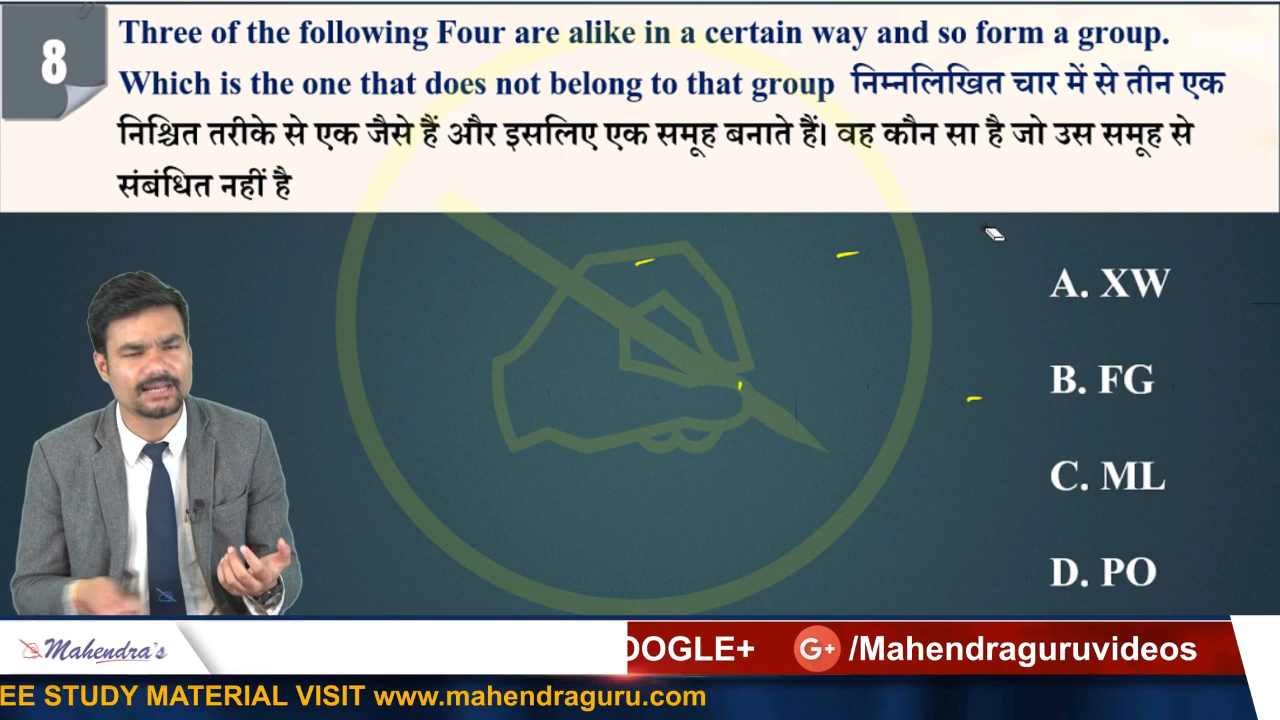 8
Three of the following Four are alike in a certain way and so form a group.
Which is the one that does not belong to that group निम्नलिखित चार में से तीन एक
निश्चित तरीके से एक जैसे हैं और इसलिए एक समूह बनाते हैं। वह कौन सा है जो उस समूह से
संबंधित नहीं है
A. XW
B. FG
C. ML
D. PO
Mahendra's
OOGLE+ G+ /Mahendraguruvideos
EE STUDY MATERIAL VISIT www.mahendraguru.com